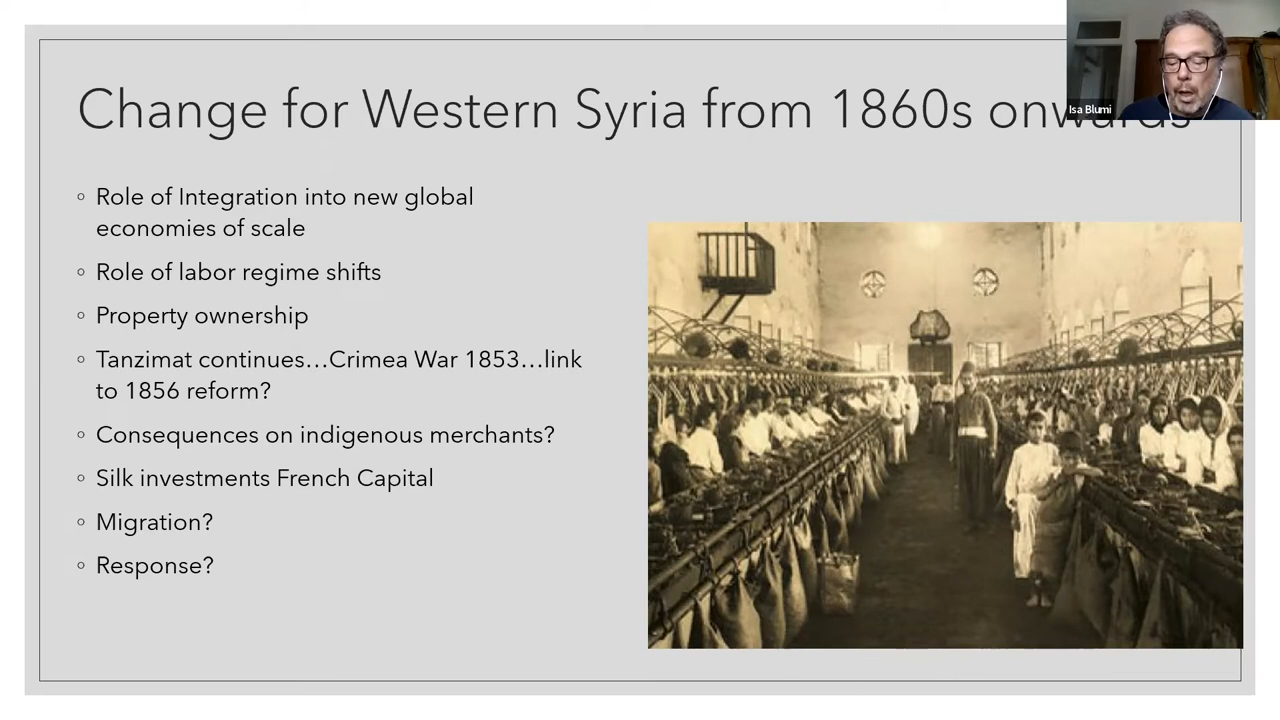 Change for Western Syria from 1860s onwards
Isa Blumi
◦ Role of Integration into new global
economies of scale
◦ Role of labor regime shifts
◦ Property ownership
◦ Tanzimat continues…Crimea War 1853…link
to 1856 reform?
◦ Consequences on indigenous merchants?
◦ Silk investments French Capital
◦ Migration?
◦ Response?